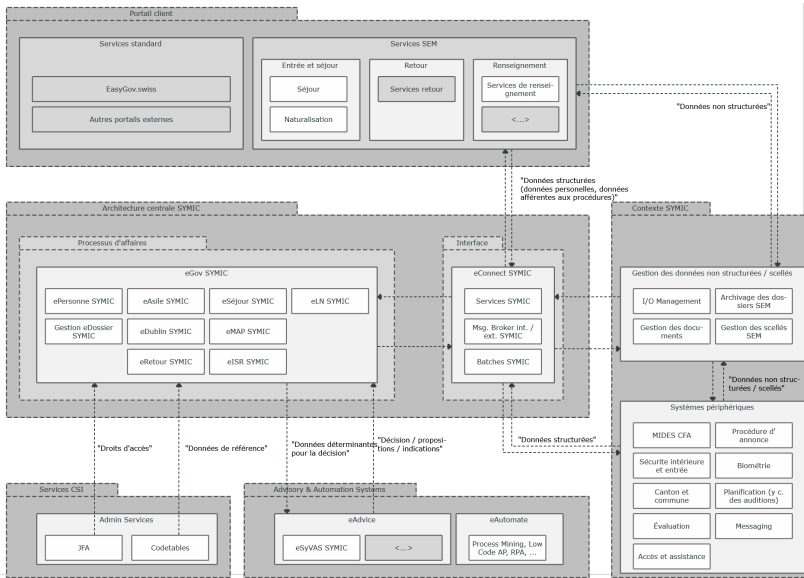 Portail client
Services standard
EasyGov.swiss
Autres portails externes
Services SEM
Entrée et séjour
Séjour
Naturalisation
Retour
Services retour
Renseignement
Services de rensei-
gnement
<...>
"Données non structurées"
"Données structurées
(données personelles, données
afférentes aux procédures)"
Architecture centrale SYMIC
Processus d'affaires
eGov SYMIC
ePersonne SYMIC
eAsile SYMIC
eSéjour SYMIC
eLN SYMIC
Gestion eDossier
SYMIC
eDublin SYMIC
eMAP SYMIC
eRetour SYMIC
eISR SYMIC
Interface
eConnect SYMIC
Services SYMIC
Msg. Broker int. /
ext. SYMIC
Batches SYMIC
Contexte SYMIC
Gestion des données non structurées / scellés
I/O Management
Archivage des dos-
siers SEM
Gestion des docu-
ments
Gestion des scellés
SEM
"Données non struc-
turées / scellés"
Systèmes périphériques
MIDES CFA
Procédure d'
annonce
Sécurite intérieure
et entrée
Biométrie
Canton et
commune
Planification (y c.
des auditions)
Évaluation
Messaging
Accès et assistance
"Droits d'accès"
"Données de référence"
"Données déterminantes
pour la décision"
"Décision / proposi-
tions / indications"
"Données structurées"
Services CSI
Admin Services
JFA
Codetables
Advisory & Automation Systems
eAdvice
eSyVAS SYMIC
<...>
eAutomate
Process Mining, Low
Code AP, RPA, ...